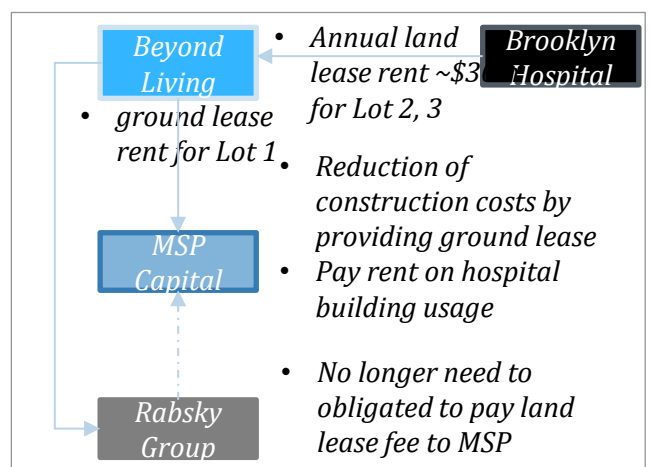 Beyond
Living
• Annual land
lease rent ~$3
for Lot 2, 3
Brooklyn
Hospital
• ground lease
rent for Lot 1
• Reduction of
construction costs by
providing ground lease
• Pay rent on hospital
building usage
MSP
Capital
• No longer need to
obligated to pay land
lease fee to MSP
Rabsky
Group